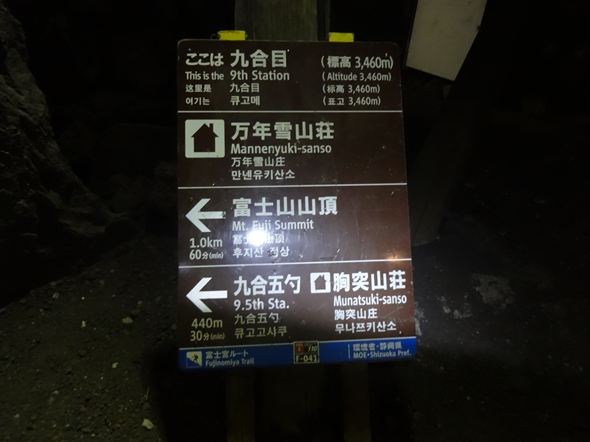 ここは 九合目 (標高 3,460m)
This is the 9th Station (Altitude 3,460m)
这里是 九合目 (标高 3,460m)
여기는 큐고메 (표고 3,460m)
万年雪山荘
Mannenyuki-sanso
万年雪山庄
만넨유키산소
富士山山頂
Mt. Fuji Summit
富士山山顶
1.0km 후지산 정상
60分(min)
九合五勺 胸突山荘
9.5th Sta. Munatsuki-sanso
440m 九合五勺 胸突山庄
30分(min) 큐고고샤쿠 무나쯔키산소
富士宮ルート 環境省・静岡県
Fujinomiya Trail F-041 MOE・Shizuoka Pref.